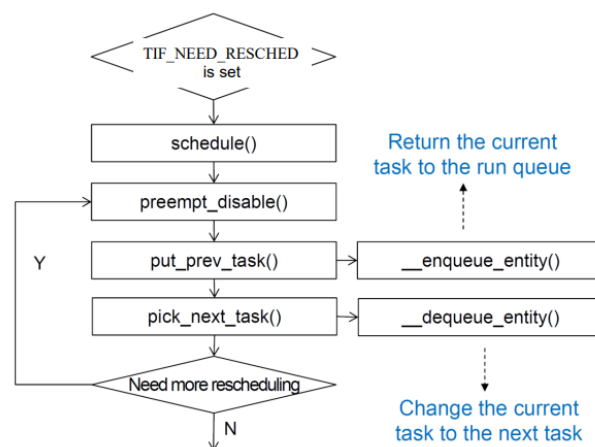 TIF_NEED_RESCHED
is set
schedule()
Return the current
task to the run queue
preempt_disable()
Y
put_prev_task()
__enqueue_entity()
pick_next_task()
__dequeue_entity()
Need more rescheduling
N
Change the current
task to the next task